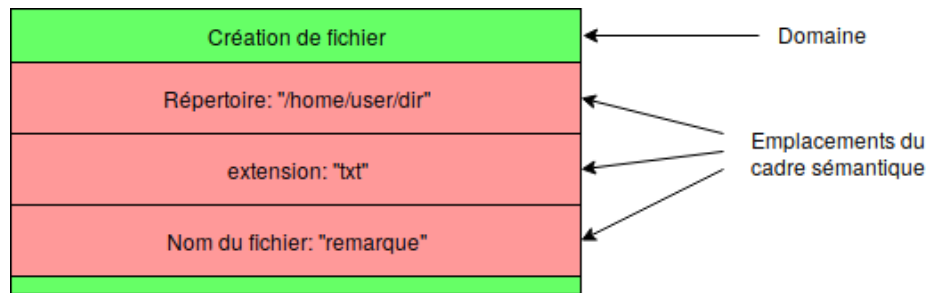 Création de fichier
Domaine
Répertoire: "/home/user/dir"
Emplacements du
cadre sémantique
extension: "txt"
Nom du fichier: "remarque"